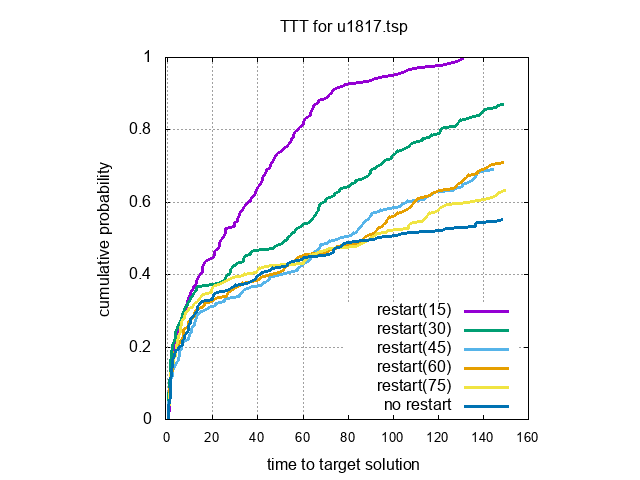 TTT for u1817.tsp
cumulative probability
1
0.8
0.6
0.4
0.2
0
restart(15)
restart(30)
restart(45)
restart(60)
restart(75)
no restart
0 20 40 60 80 100 120 140 160
time to target solution